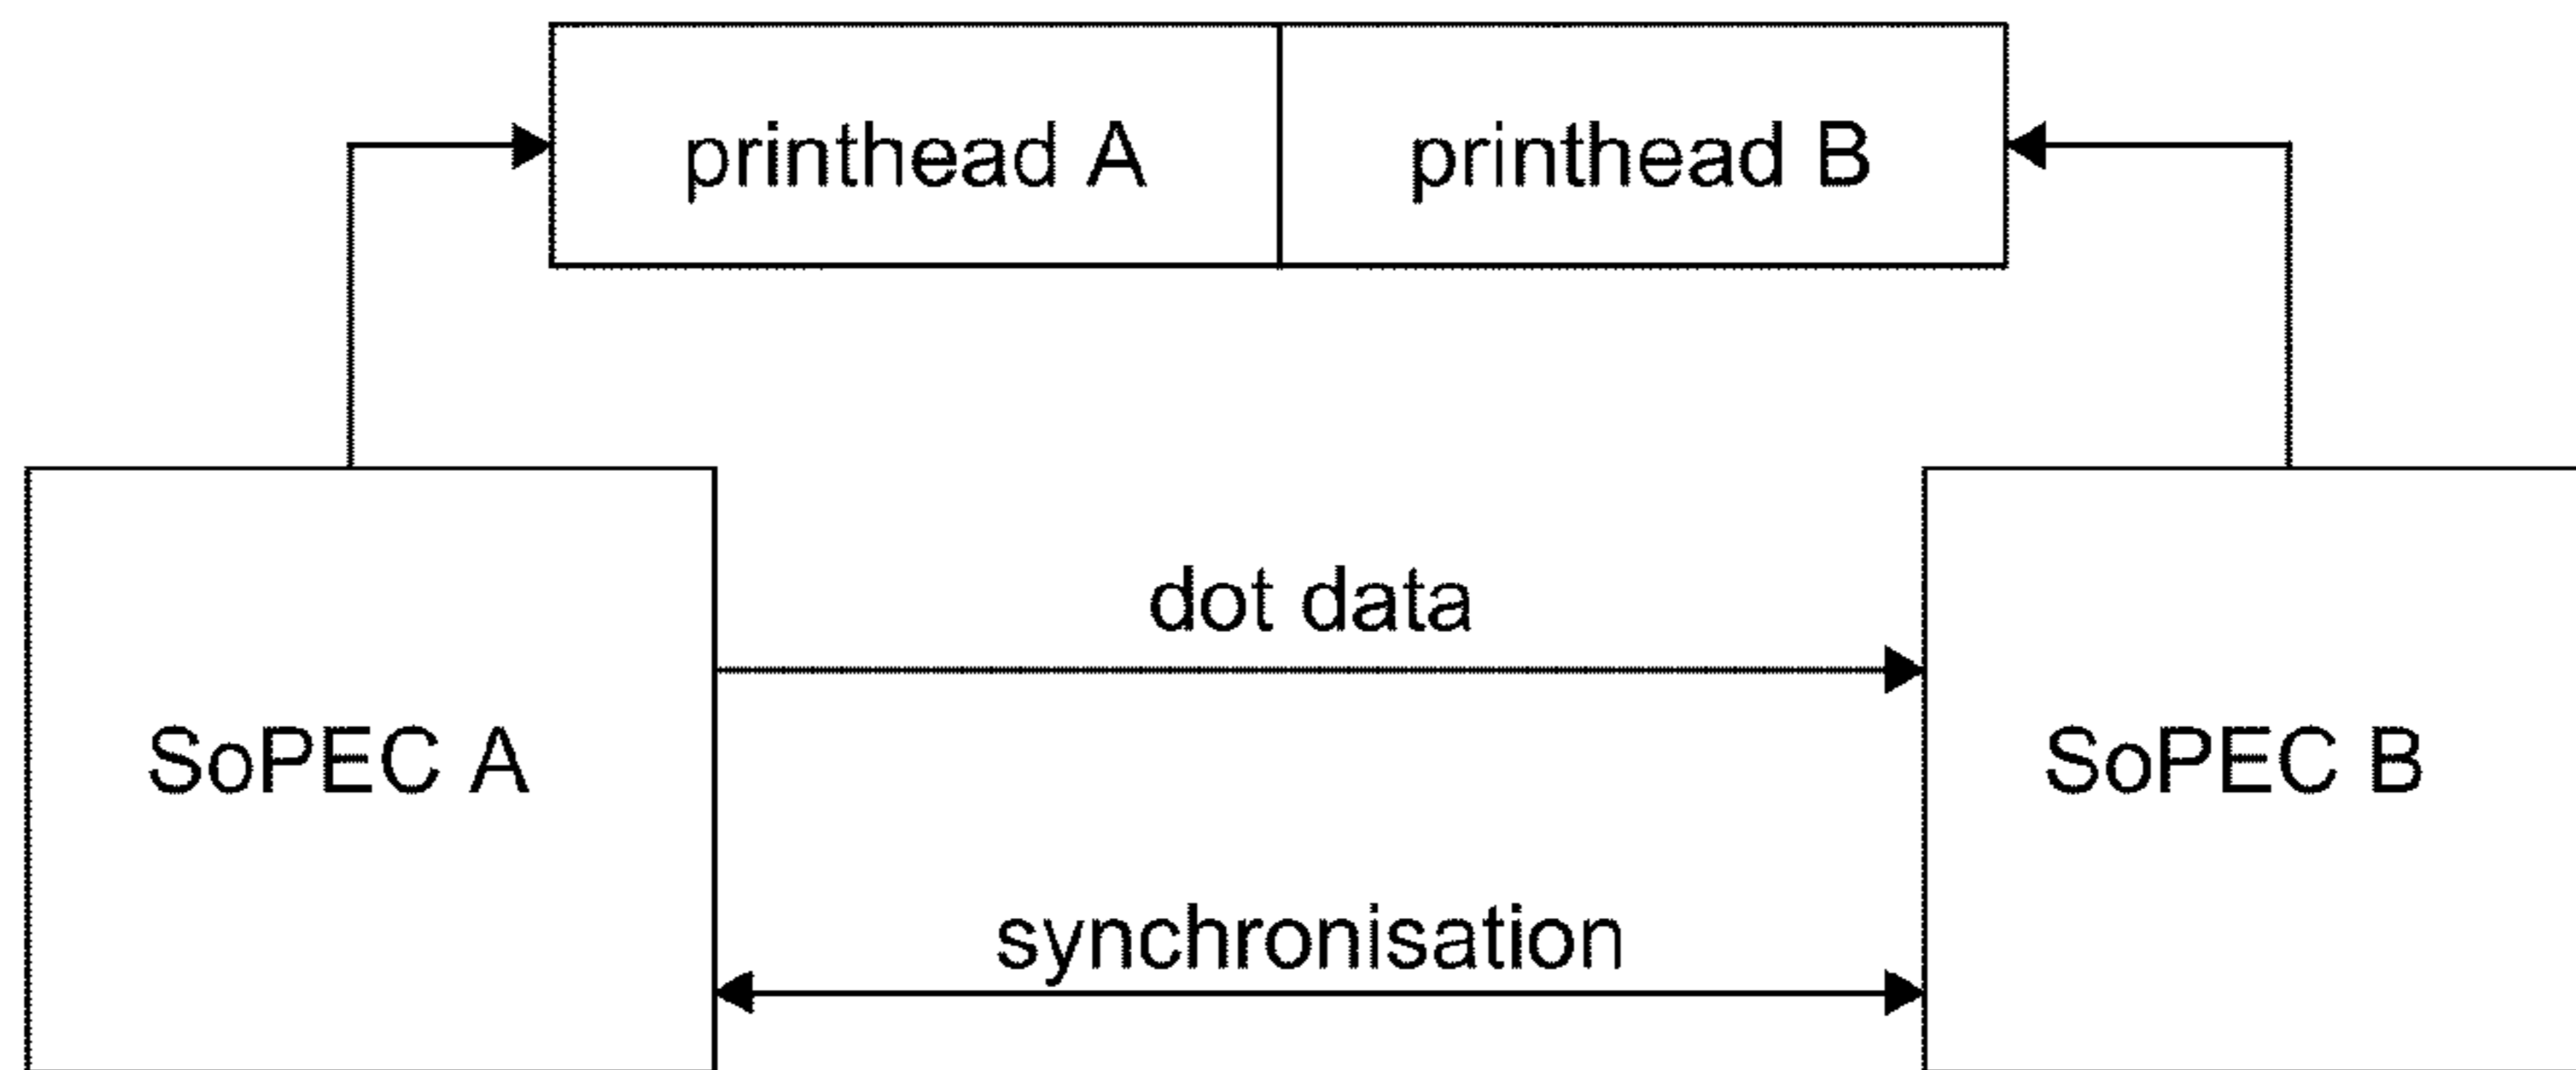 printhead A
printhead B
dot data
SoPEC A
SoPEC B
synchronisation